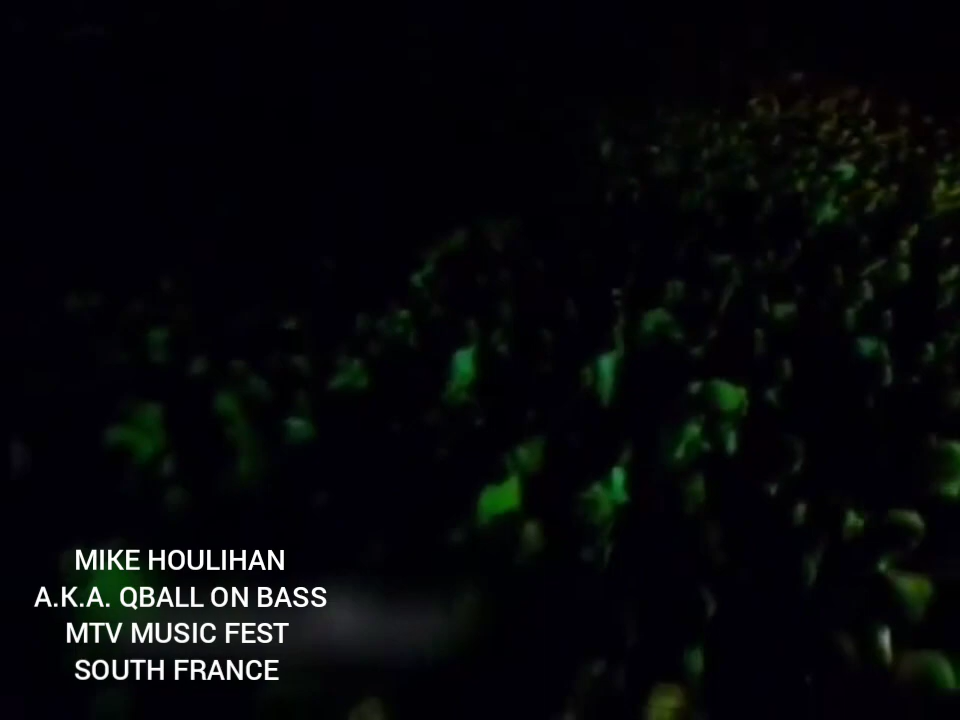 MIKE HOULIHAN
A.K.A. QBALL ON BASS
MTV MUSIC FEST
SOUTH FRANCE